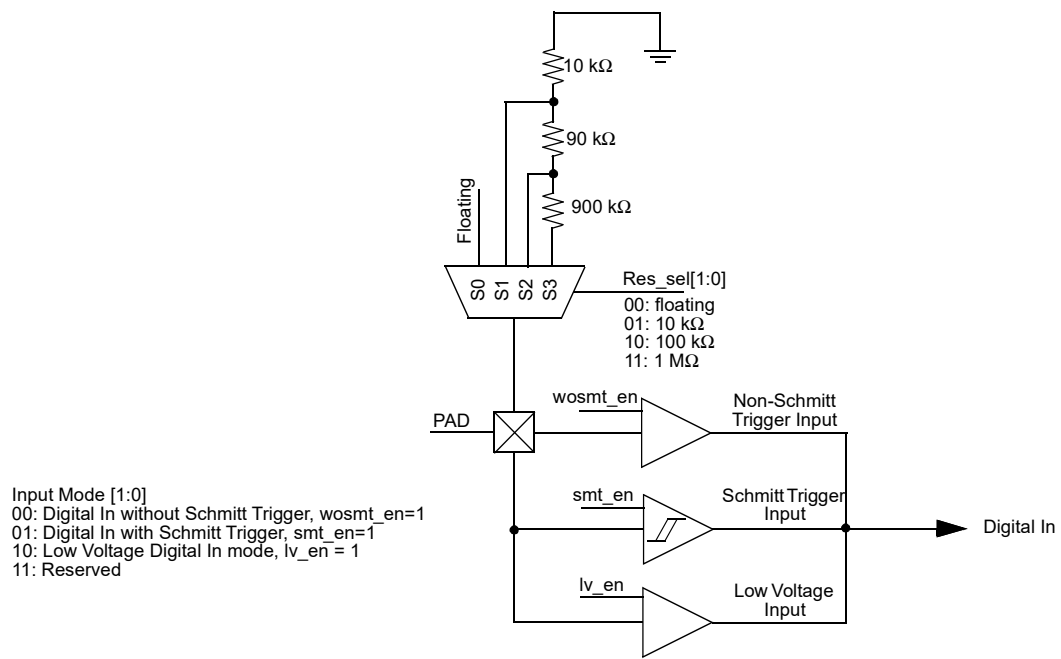 10 kΩ
90 kΩ
900 kΩ
Floating
S0
S1
S2
S3
Res_sel[1:0]
00: floating
01: 10 kΩ
10: 100 kΩ
11: 1 MΩ
PAD
wosmt_en
Non-Schmitt
Trigger Input
Input Mode [1:0]
00: Digital In without Schmitt Trigger, wosmt_en=1
01: Digital In with Schmitt Trigger, smt_en=1
10: Low Voltage Digital In mode, lv_en = 1
11: Reserved
smt_en
Schmitt Trigger
Input
Digital In
lv_en
Low Voltage
Input